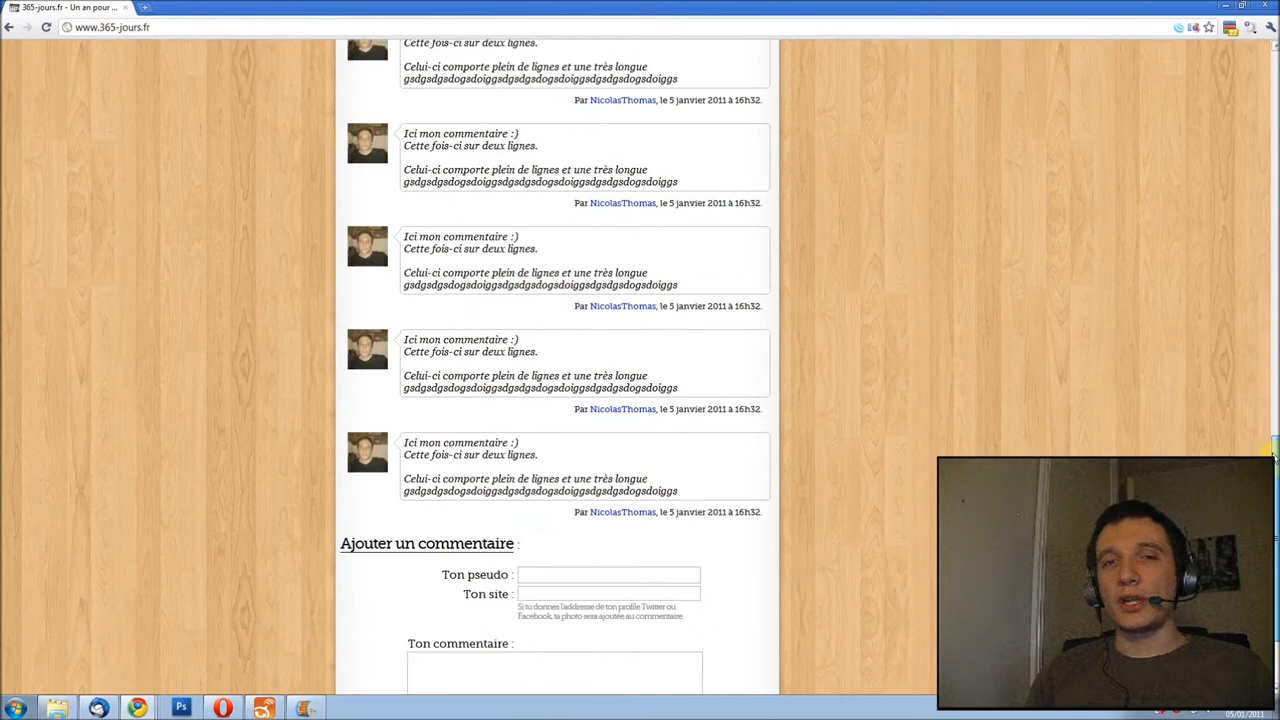 365-jours.fr - Un an pour ...
www.365-jours.fr
Cette fois-ci sur deux lignes.
Celui-ci comporte plein de lignes et une très longue
gsdgsdgsdogsdoiggsdgsdgsdogsdoiggsdgsdgsdogsdoiggs
Par NicolasThomas, le 5 janvier 2011 à 16h32.
Ici mon commentaire :)
Cette fois-ci sur deux lignes.
Celui-ci comporte plein de lignes et une très longue
gsdgsdgsdogsdoiggsdgsdgsdogsdoiggsdgsdgsdogsdoiggs
Par NicolasThomas, le 5 janvier 2011 à 16h32.
Ici mon commentaire :)
Cette fois-ci sur deux lignes.
Celui-ci comporte plein de lignes et une très longue
gsdgsdgsdogsdoiggsdgsdgsdogsdoiggsdgsdgsdogsdoiggs
Par NicolasThomas, le 5 janvier 2011 à 16h32.
Ici mon commentaire :)
Cette fois-ci sur deux lignes.
Celui-ci comporte plein de lignes et une très longue
gsdgsdgsdogsdoiggsdgsdgsdogsdoiggsdgsdgsdogsdoiggs
Par NicolasThomas, le 5 janvier 2011 à 16h32.
Ici mon commentaire :)
Cette fois-ci sur deux lignes.
Celui-ci comporte plein de lignes et une très longue
gsdgsdgsdogsdoiggsdgsdgsdogsdoiggsdgsdgsdogsdoiggs
Par NicolasThomas, le 5 janvier 2011 à 16h32.
Ajouter un commentaire :
Ton pseudo :
Ton site :
Si tu donnes l'addresse de ton profile Twitter ou
Facebook, ta photo sera ajoutée au commentaire.
Ton commentaire :
Ps
05/01/2011